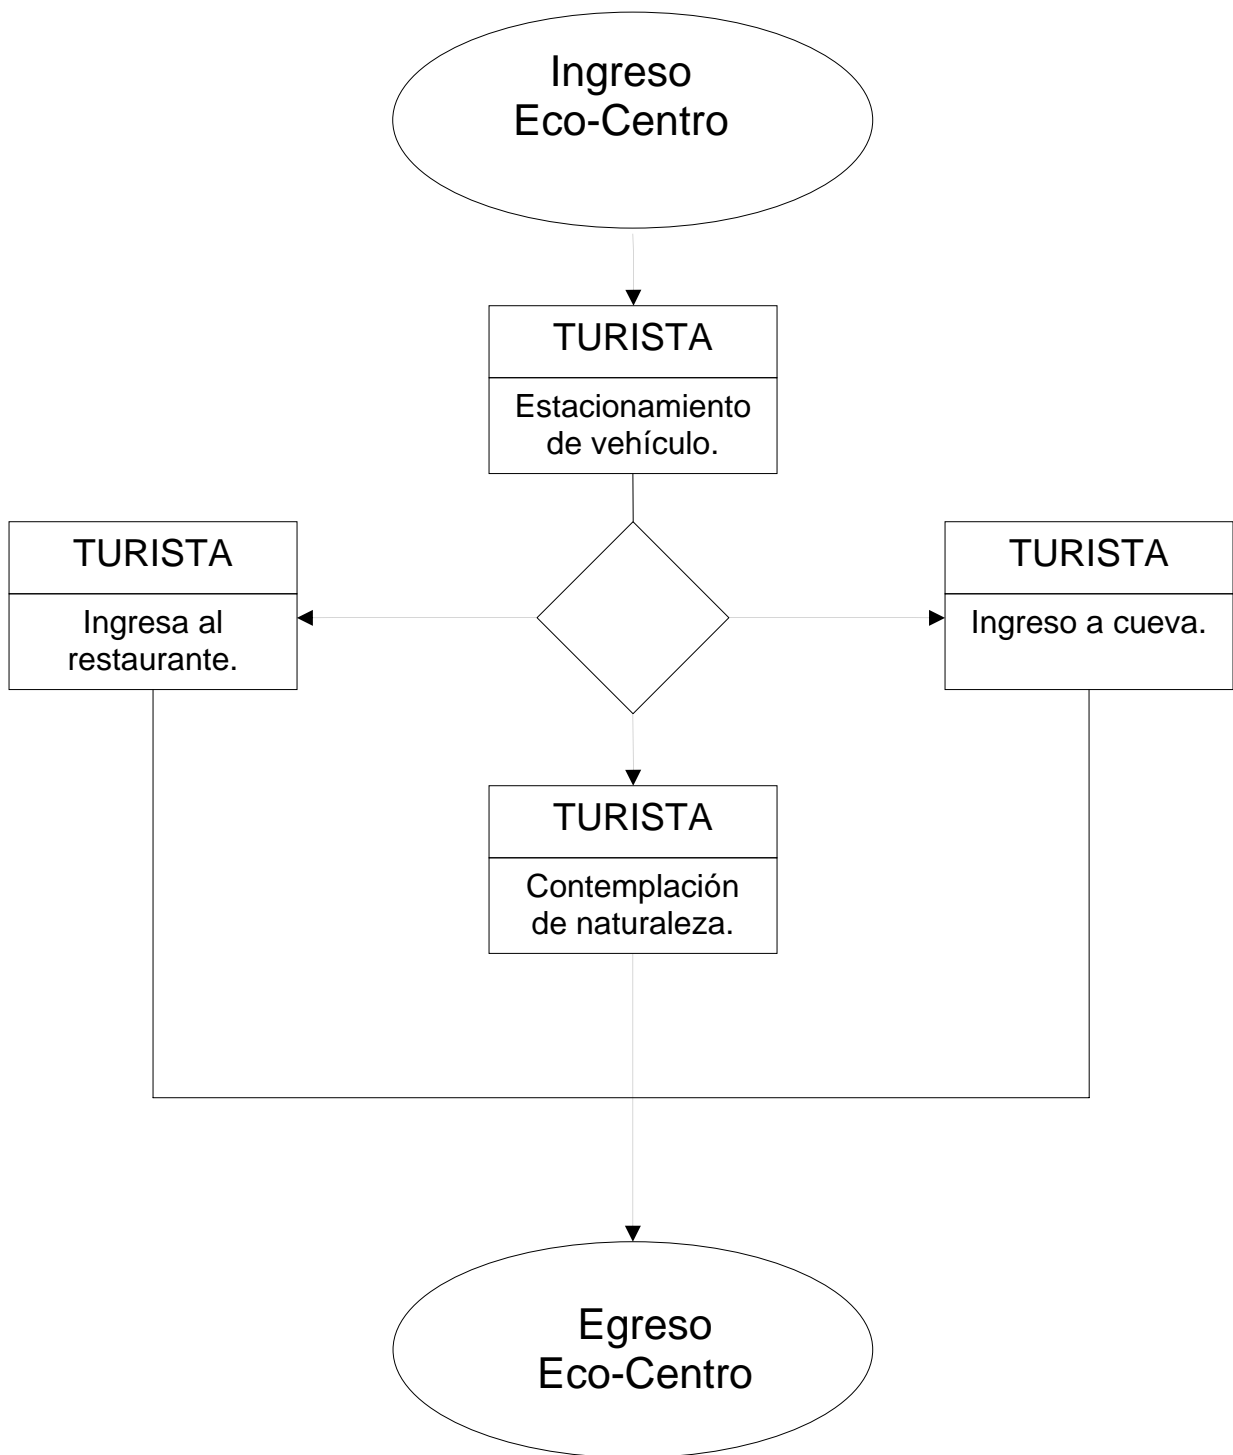 Ingreso
Eco-Centro
TURISTA
Estacionamiento
de vehículo.
TURISTA
Ingresa al
restaurante.
TURISTA
Ingreso a cueva.
TURISTA
Contemplación
de naturaleza.
Egreso
Eco-Centro